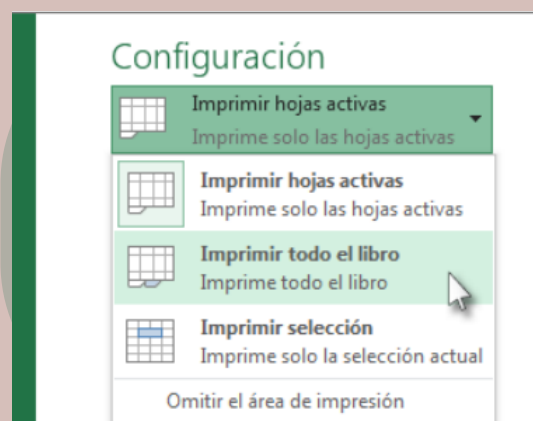 Configuración
Imprimir hojas activas
Imprime solo las hojas activas
Imprimir hojas activas
Imprime solo las hojas activas
Imprimir todo el libro
Imprime todo el libro
Imprimir selección
Imprime solo la selección actual
Omitir el área de impresión